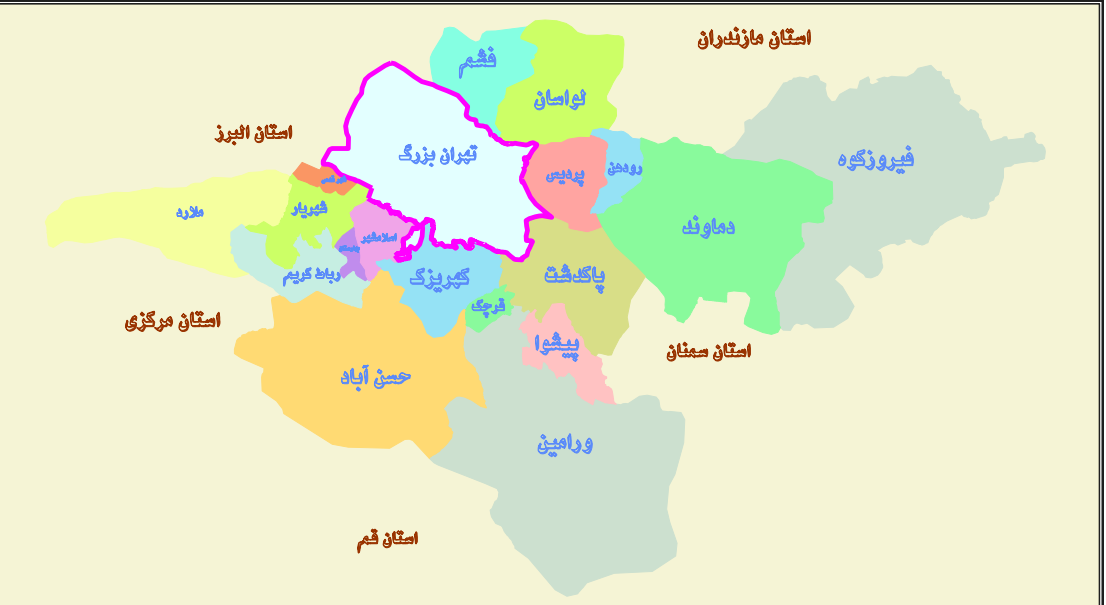 استان مازندران
فشم
لواسان
استان البرز
تهران بزرگ
فیروزکوه
رودهن
پردیس
ملارد
شهریار
دماوند
اسلامشهر
رباط کریم
کهریزک
پاکدشت
قرچک
استان مرکزی
پیشوا
استان سمنان
حسن آباد
ورامین
استان قم